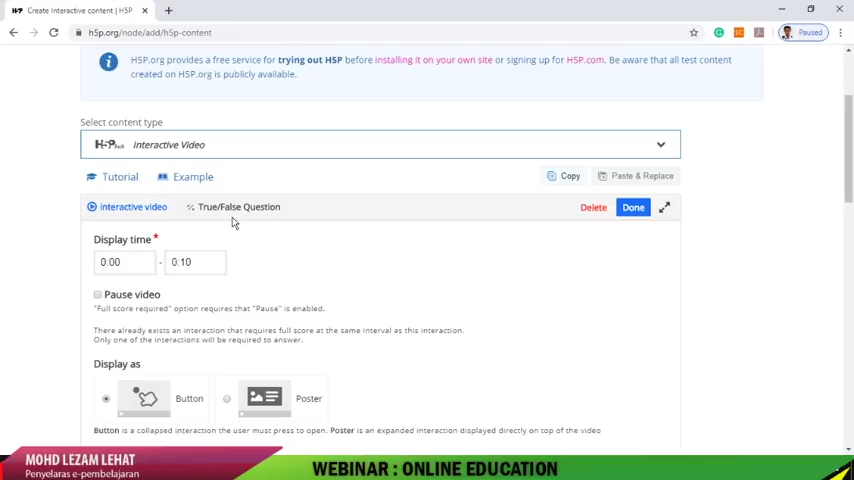 Create Interactive content | H5P
h5p.org/node/add/h5p-content
Paused
H5P.org provides a free service for trying out H5P before installing it on your own site or signing up for H5P.com. Be aware that all test content
created on H5P.org is publicly available.
Select content type
H-P Interactive Video
Tutorial Example Copy Paste & Replace
Interactive video True/False Question Delete Done
Display time *
0:00 - 0:10
Pause video
"Full score required" option requires that "Pause" is enabled.
There already exists an interaction that requires full score at the same interval as this interaction.
Only one of the interactions will be required to answer.
Display as
Button Poster
Button is a collapsed interaction the user must press to open. Poster is an expanded interaction displayed directly on top of the video
MOHD LEZAM LEHAT
Penyelaras e-pembelajaran
WEBINAR : ONLINE EDUCATION